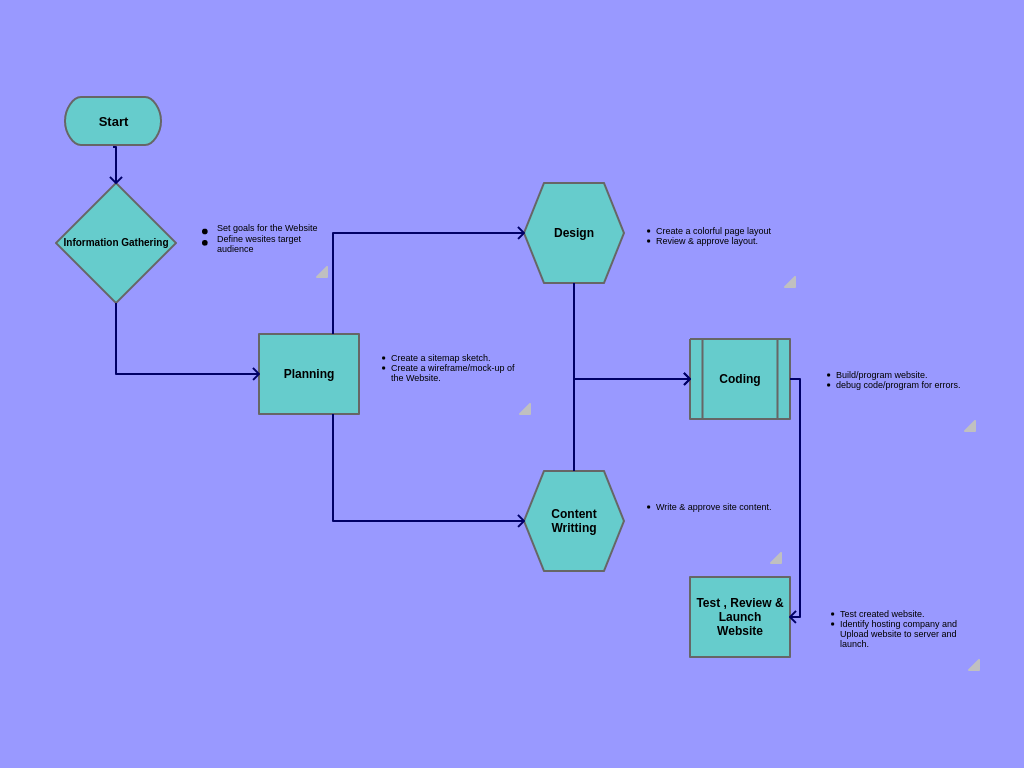 Start
Information Gathering
Set goals for the Website
Define wesites target
audience
Planning
Create a sitemap sketch.
Create a wireframe/mock-up of
the Website.
Design
Create a colorful page layout
Review & approve layout.
Coding
Build/program website.
debug code/program for errors.
Content
Writting
Write & approve site content.
Test , Review &
Launch
Website
Test created website.
Identify hosting company and
Upload website to server and
launch.